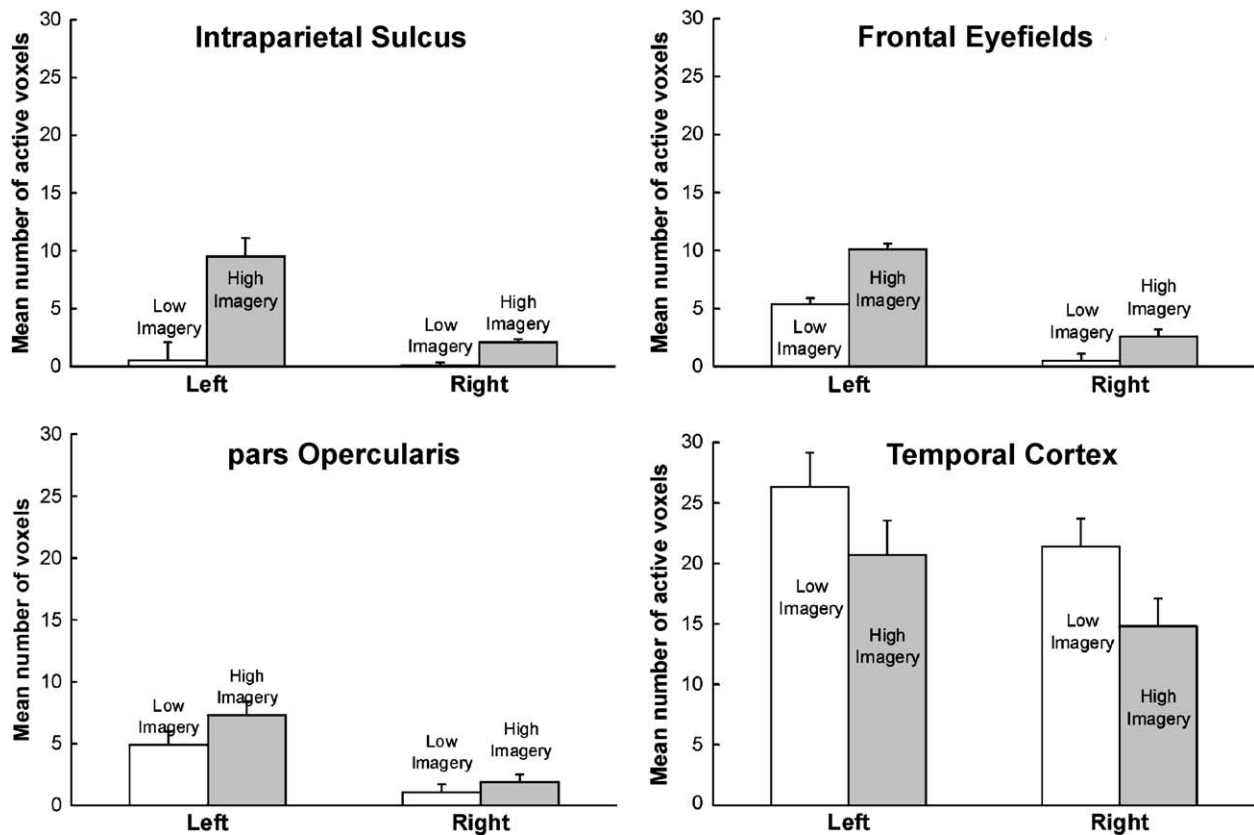 Intraparietal Sulcus
Mean number of active voxels
30
25
20
15
10
5
0
Low
Imagery
High
Imagery
Low
Imagery
High
Imagery
Left
Right
Frontal Eyefields
Mean number of active voxels
30
25
20
15
10
5
0
Low
Imagery
High
Imagery
Low
Imagery
High
Imagery
Left
Right
pars Opercularis
Mean number of voxels
30
25
20
15
10
5
0
Low
Imagery
High
Imagery
Low
Imagery
High
Imagery
Left
Right
Temporal Cortex
Mean number of active voxels
30
25
20
15
10
5
0
Low
Imagery
High
Imagery
Low
Imagery
High
Imagery
Left
Right